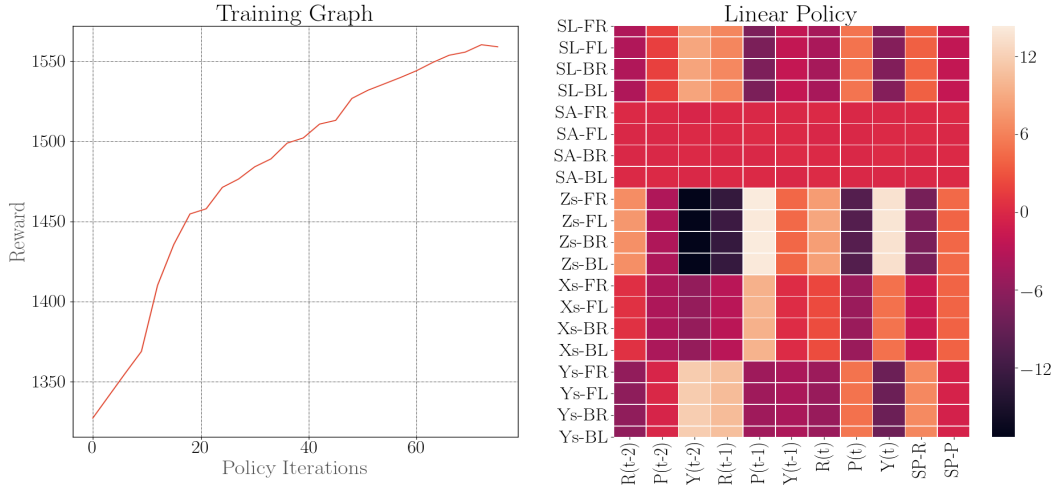 Training Graph
Reward
1550
1500
1450
1400
1350
0
20
40
60
Policy Iterations
Linear Policy
SL-FR
SL-FL
SL-BR
SL-BL
SA-FR
SA-FL
SA-BR
SA-BL
Zs-FR
Zs-FL
Zs-BR
Zs-BL
Xs-FR
Xs-FL
Xs-BR
Xs-BL
Ys-FR
Ys-FL
Ys-BR
Ys-BL
R(t-2)
P(t-2)
Y(t-2)
R(t-1)
P(t-1)
Y(t-1)
R(t)
P(t)
Y(t)
SP-R
SP-P
12
6
0
−6
−12